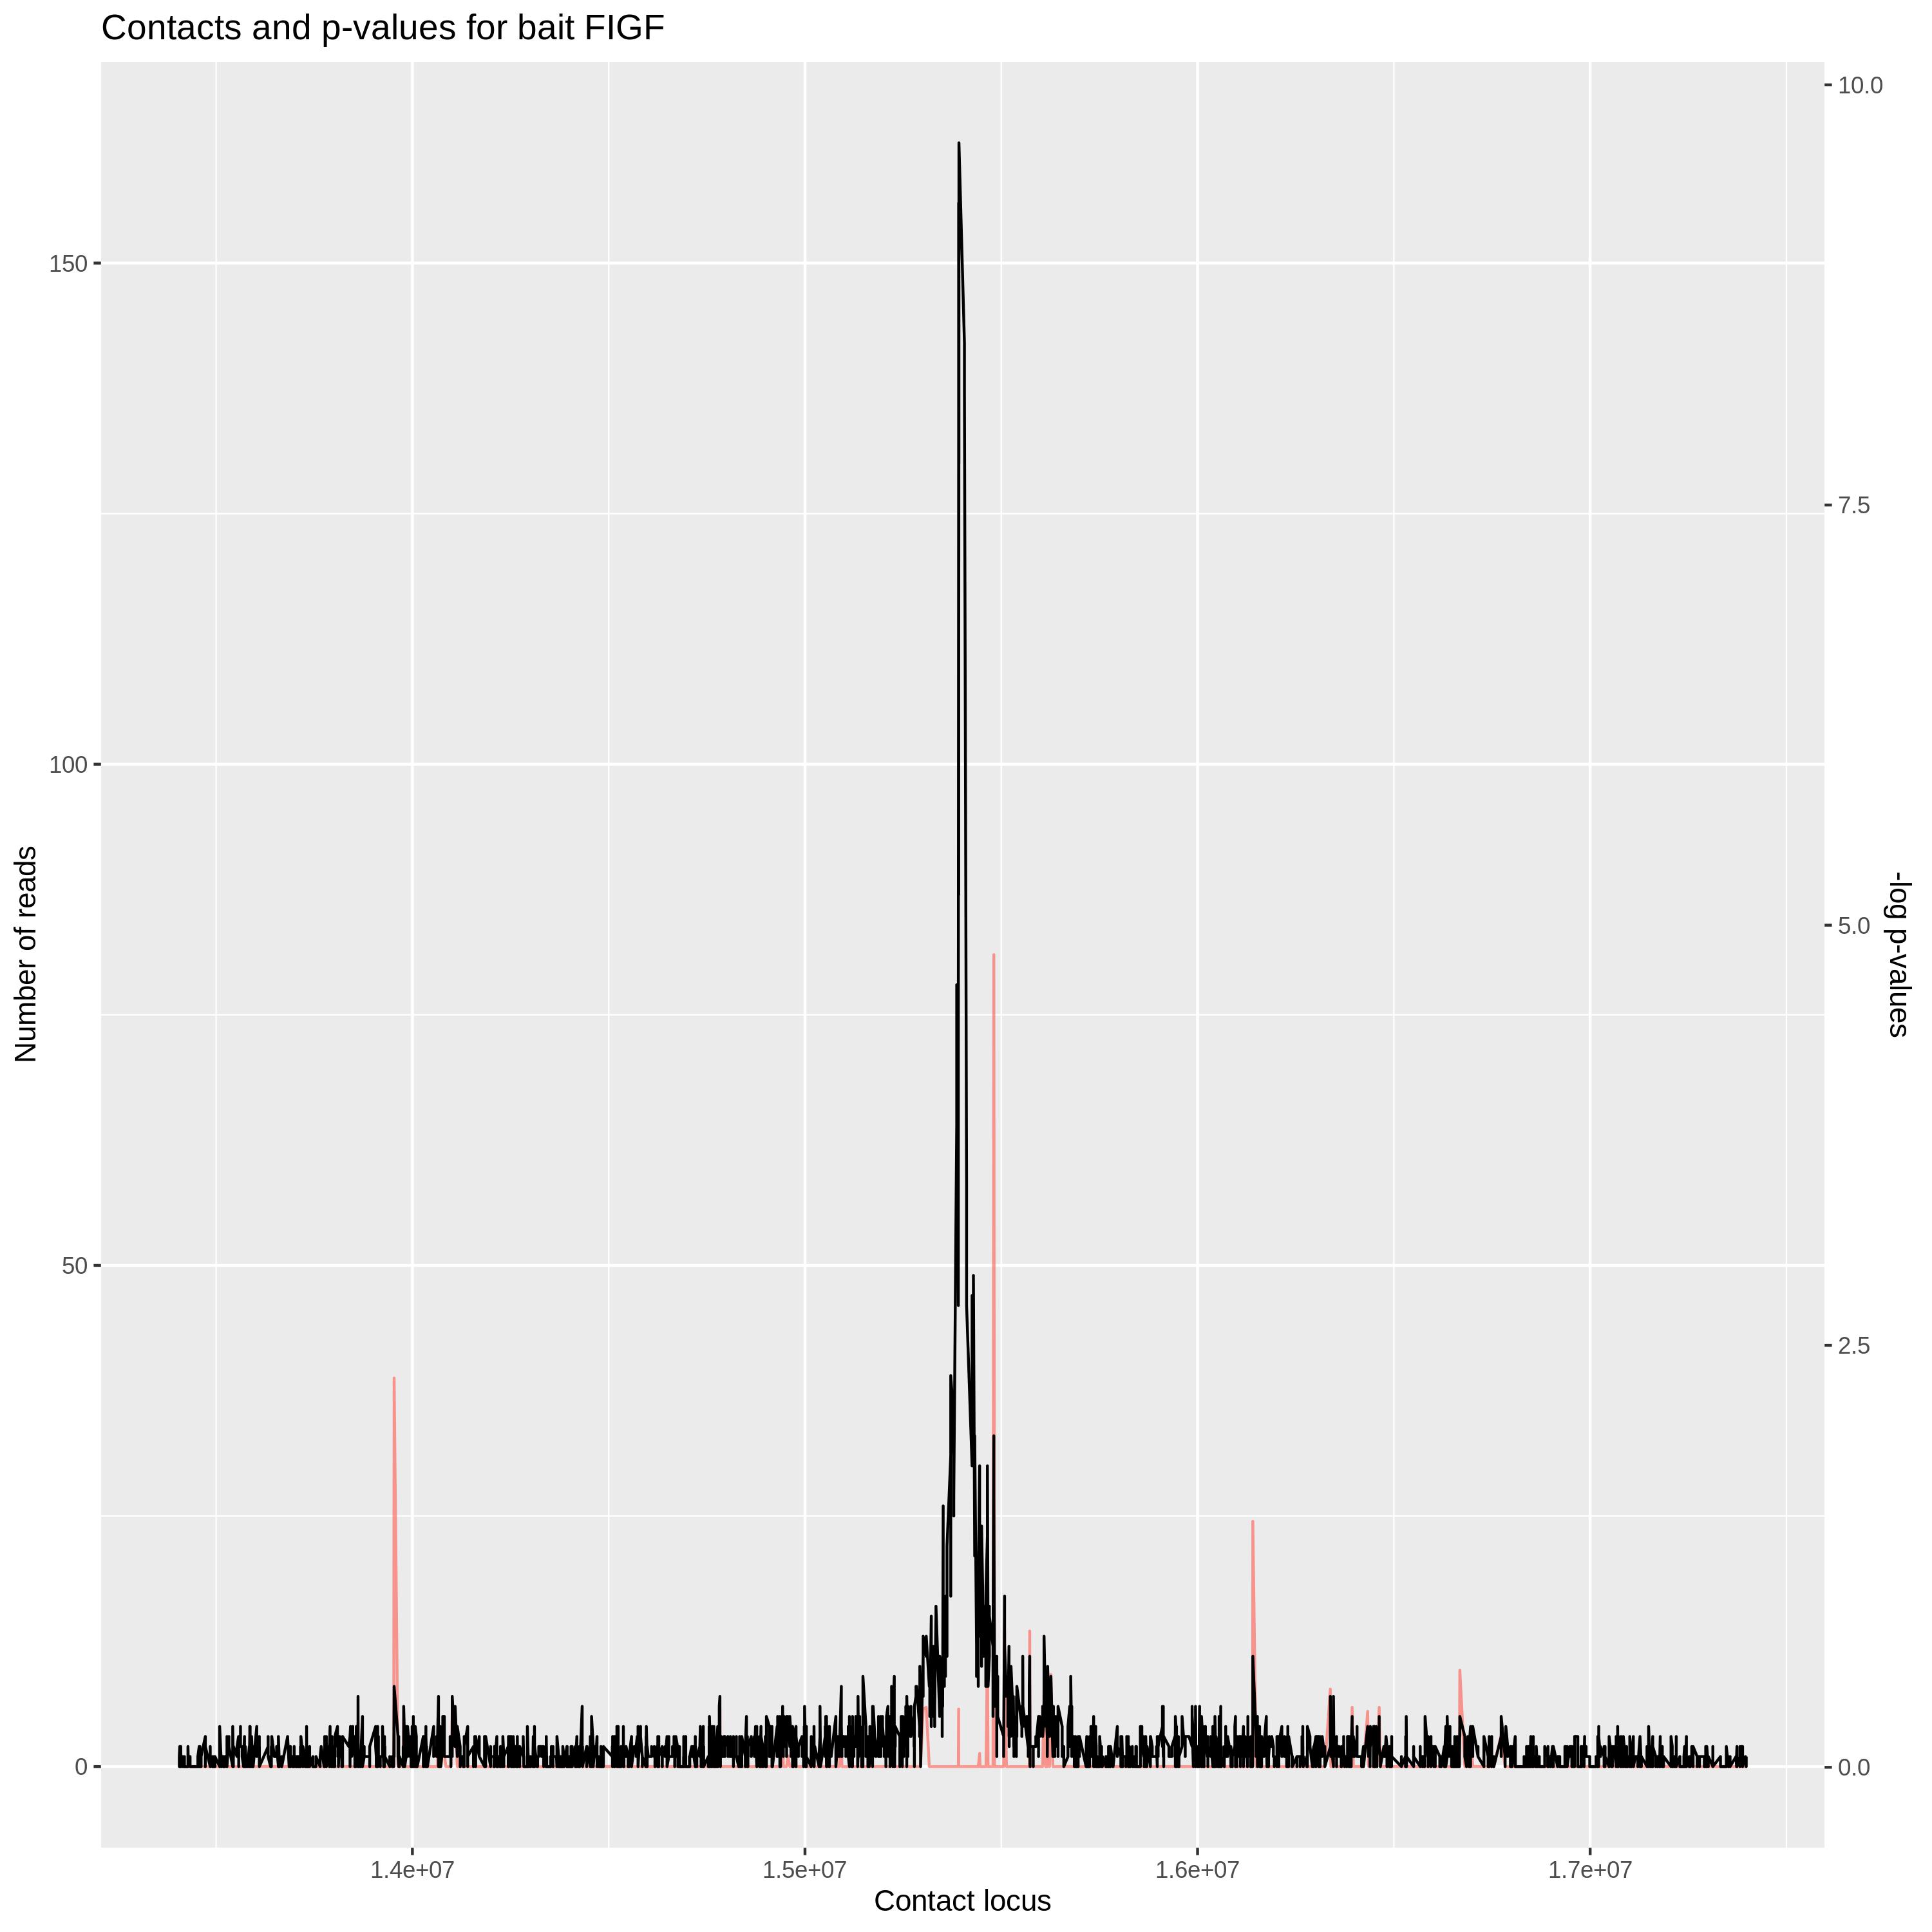 Contacts and p-values for bait FIGF
10.0
150
7.5
100
5.0
Number of reads
-log p-values
50
2.5
0
0.0
1.4e+07
1.5e+07
1.6e+07
1.7e+07
Contact locus